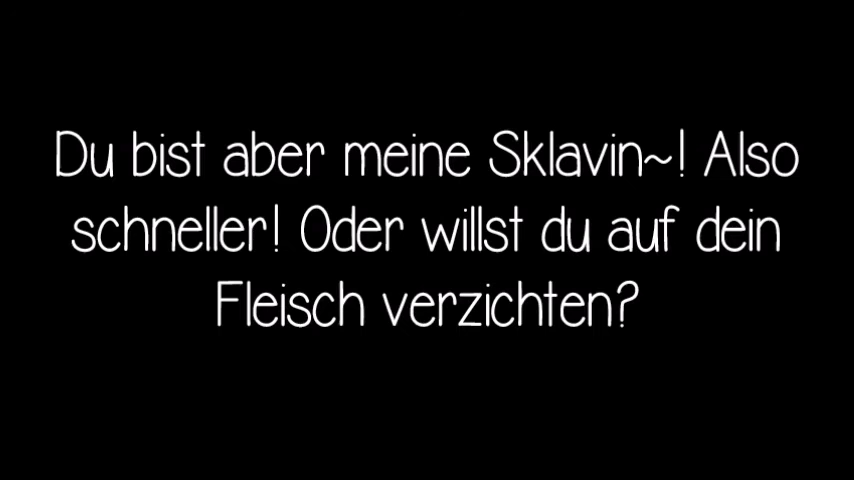 Du bist aber meine Sklavin~! Also
schneller! Oder willst du auf dein
Fleisch verzichten?